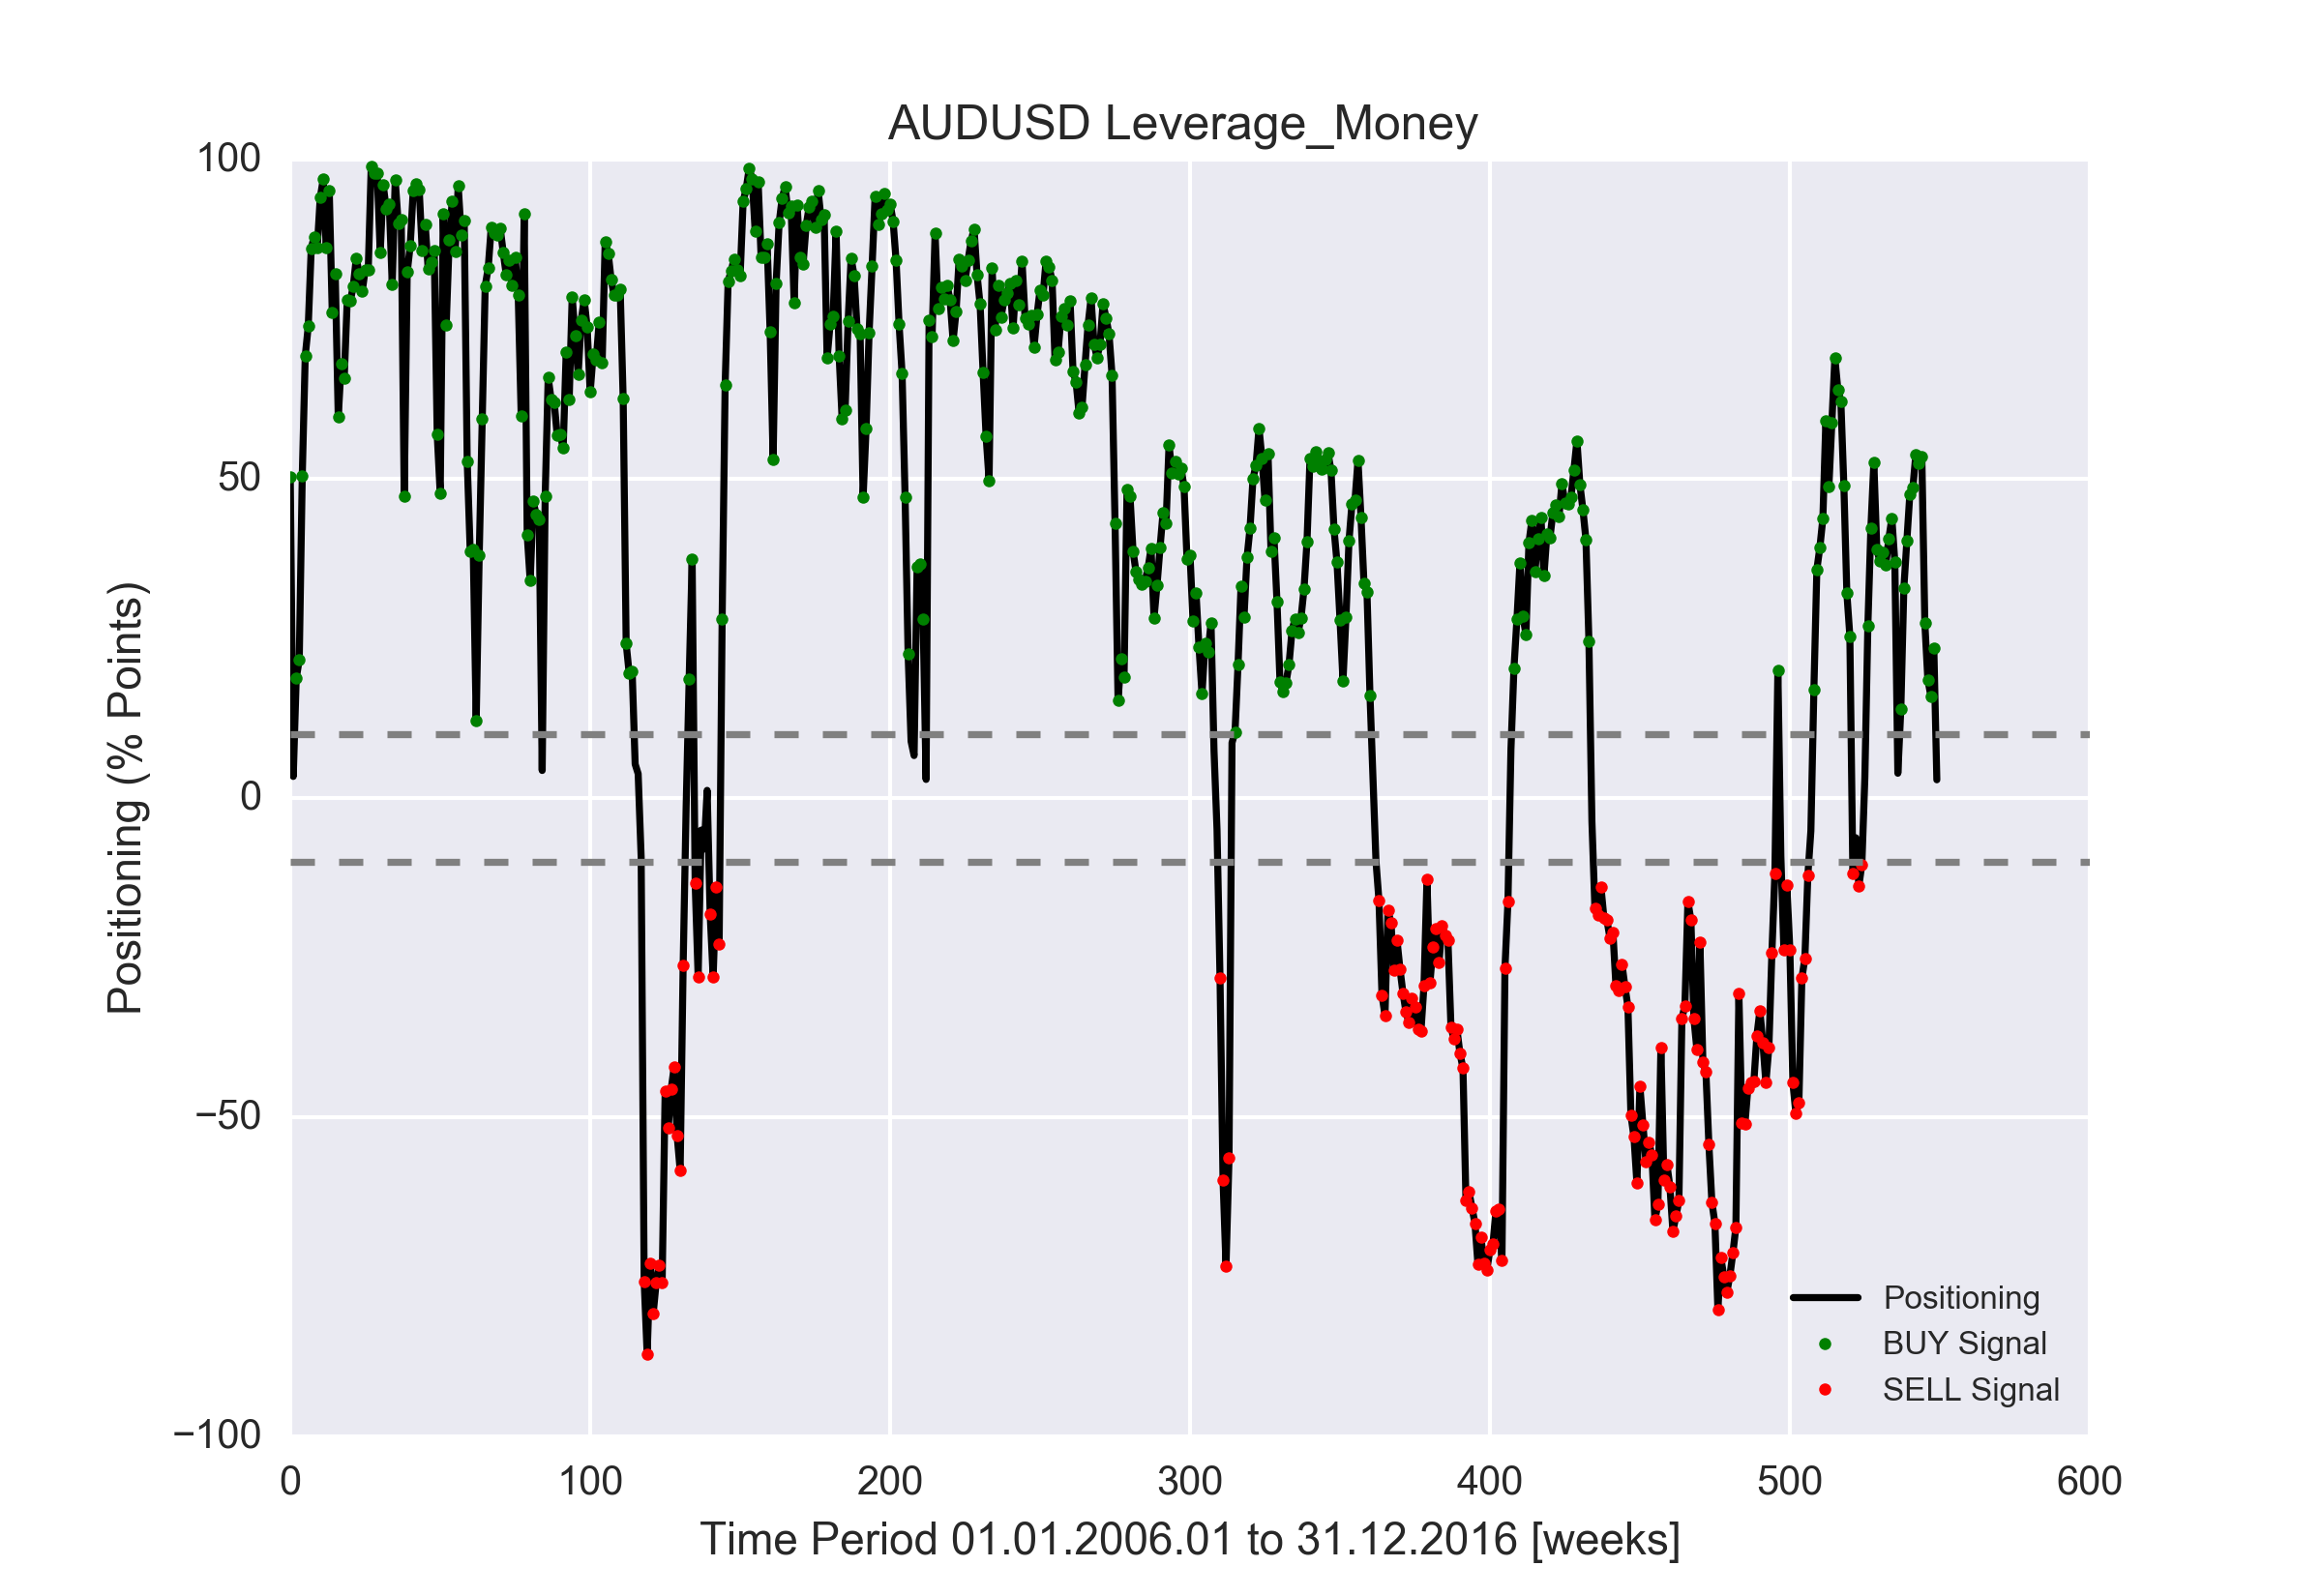 AUDUSD Leverage_Money
100
50
0
−50
−100
Positioning (% Points)
Positioning
BUY Signal
SELL Signal
0 100 200 300 400 500 600
Time Period 01.01.2006.01 to 31.12.2016 [weeks]